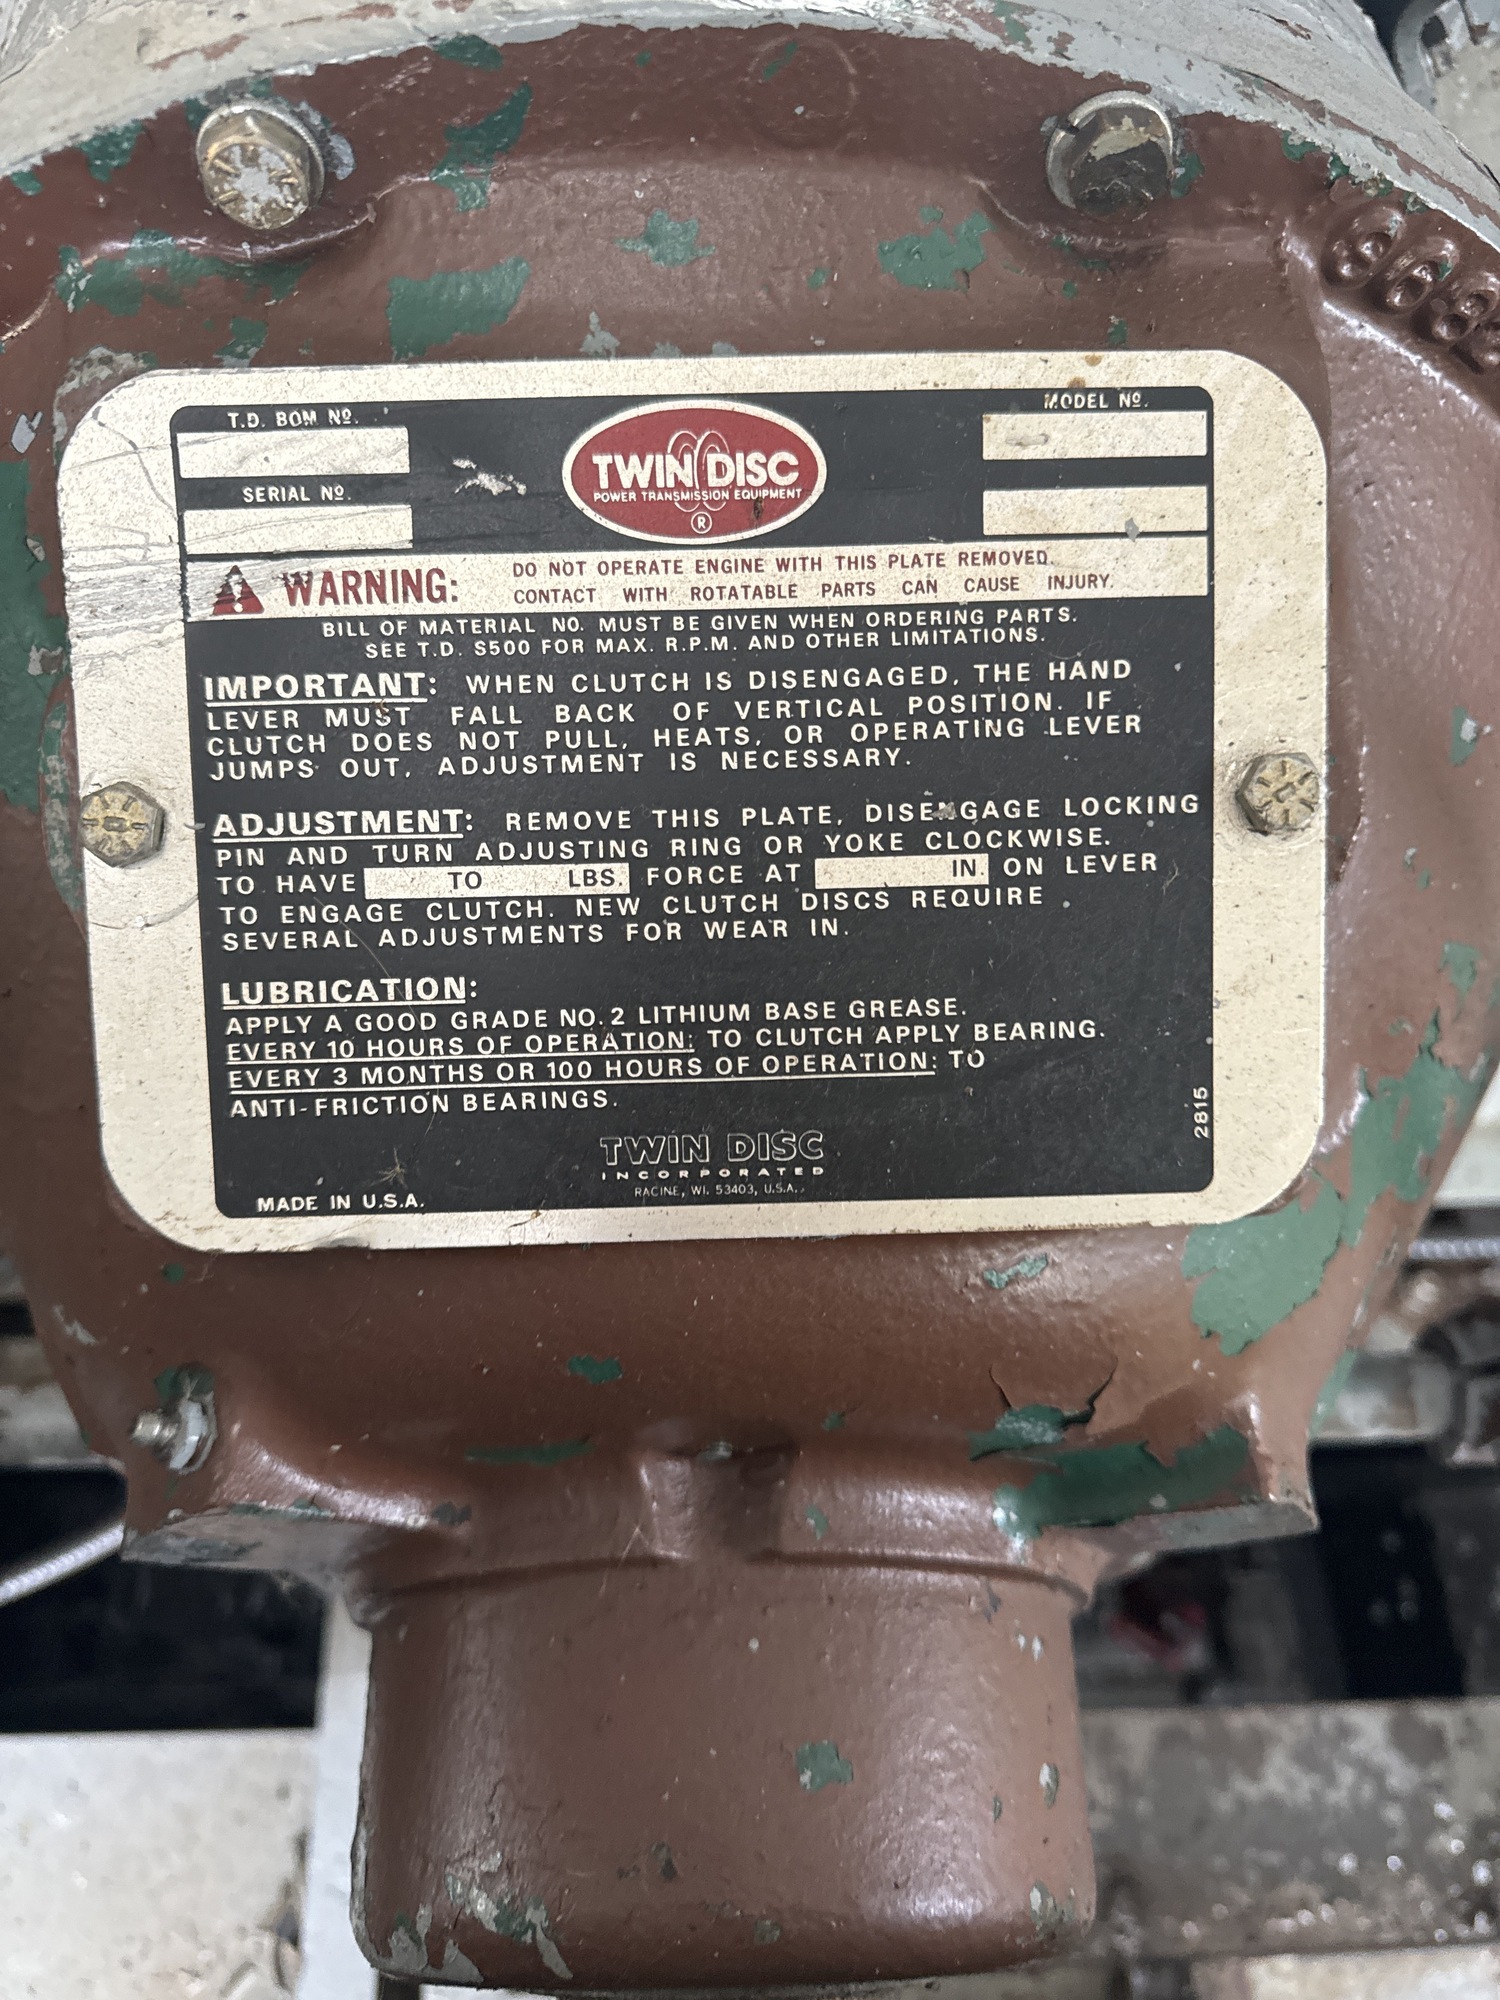 T.D. BOM Nº.
MODEL Nº.
SERIAL Nº.
TWIN DISC
POWER TRANSMISSION EQUIPMENT
®
WARNING: DO NOT OPERATE ENGINE WITH THIS PLATE REMOVED.
CONTACT WITH ROTATABLE PARTS CAN CAUSE INJURY.
BILL OF MATERIAL NO. MUST BE GIVEN WHEN ORDERING PARTS.
SEE T.D. S500 FOR MAX. R.P.M. AND OTHER LIMITATIONS.
IMPORTANT: WHEN CLUTCH IS DISENGAGED, THE HAND
LEVER MUST FALL BACK OF VERTICAL POSITION. IF
CLUTCH DOES NOT PULL, HEATS, OR OPERATING LEVER
JUMPS OUT, ADJUSTMENT IS NECESSARY.
ADJUSTMENT: REMOVE THIS PLATE, DISENGAGE LOCKING
PIN AND TURN ADJUSTING RING OR YOKE CLOCKWISE.
TO HAVE TO LBS. FORCE AT IN. ON LEVER
TO ENGAGE CLUTCH. NEW CLUTCH DISCS REQUIRE
SEVERAL ADJUSTMENTS FOR WEAR IN.
LUBRICATION:
APPLY A GOOD GRADE NO. 2 LITHIUM BASE GREASE.
EVERY 10 HOURS OF OPERATION: TO CLUTCH APPLY BEARING.
EVERY 3 MONTHS OR 100 HOURS OF OPERATION: TO
ANTI-FRICTION BEARINGS.
2815
TWIN DISC
INCORPORATED
RACINE, WI. 53403, U.S.A.
MADE IN U.S.A.